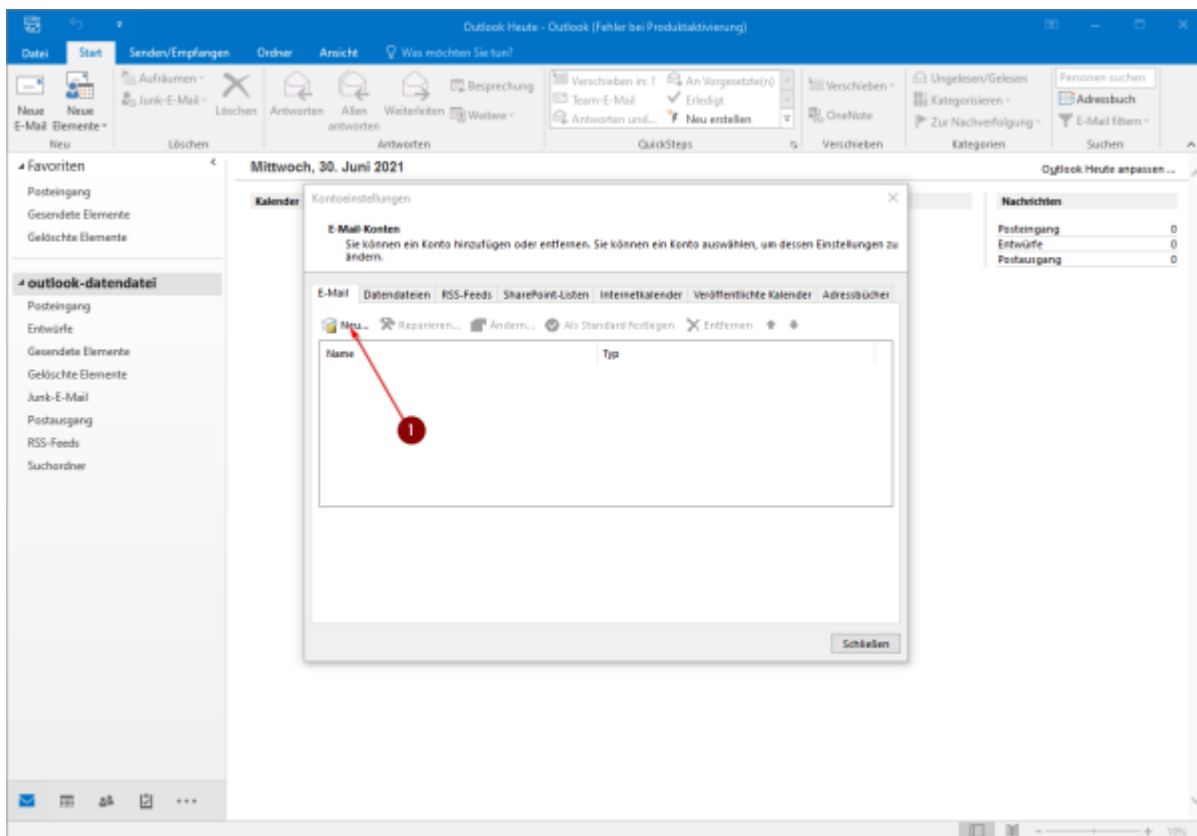 Outlook Heute - Outlook (Fehler bei Produktaktivierung)
Datei Start Senden/Empfangen Ordner Ansicht Was möchten Sie tun?
Neue E-Mail
Neue Elemente
Aufräumen
Junk-E-Mail
Löschen
Antworten
Allen antworten
Weiterleiten
Besprechung
Weitere
Verschieben in: ?
Team-E-Mail
Antworten und...
An Vorgesetzte(n)
Erledigt
Neu erstellen
Verschieben
OneNote
Ungelesen/Gelesen
Kategorisieren
Zur Nachverfolgung
Personen suchen
Adressbuch
E-Mail filtern
Neu Löschen Antworten QuickSteps Verschieben Kategorien Suchen
Favoriten
Posteingang
Gesendete Elemente
Gelöschte Elemente
outlook-datendatei
Posteingang
Entwürfe
Gesendete Elemente
Gelöschte Elemente
Junk-E-Mail
Postausgang
RSS-Feeds
Suchordner
Mittwoch, 30. Juni 2021
Outlook Heute anpassen ...
Kalender
Nachrichten
Posteingang 0
Entwürfe 0
Postausgang 0
Kontoeinstellungen
E-Mail-Konten
Sie können ein Konto hinzufügen oder entfernen. Sie können ein Konto auswählen, um dessen Einstellungen zu
ändern.
E-Mail Datendateien RSS-Feeds SharePoint-Listen Internetkalender Veröffentlichte Kalender Adressbücher
Neu... Reparieren... Ändern... Als Standard festlegen Entfernen
Name Typ
1
Schließen
10%